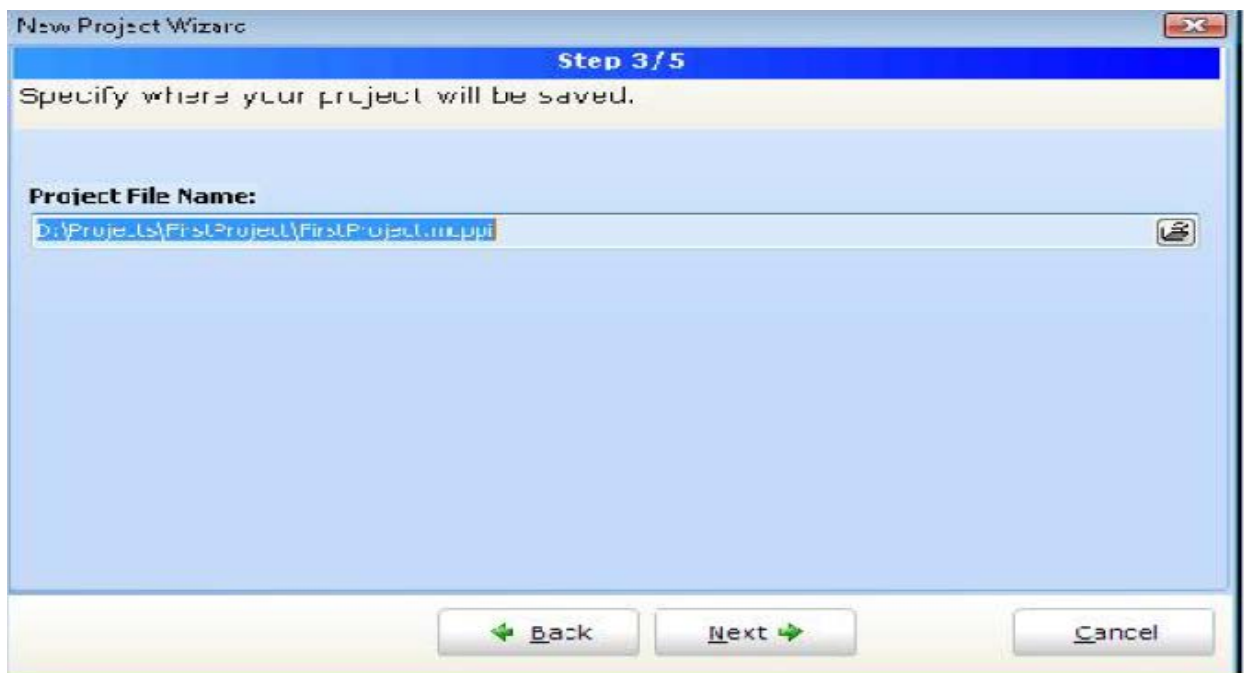 New Project Wizard
Step 3/5
Specify where your project will be saved.
Project File Name:
D:\Projects\FirstProject\FirstProject.mcppi
Back
Next
Cancel